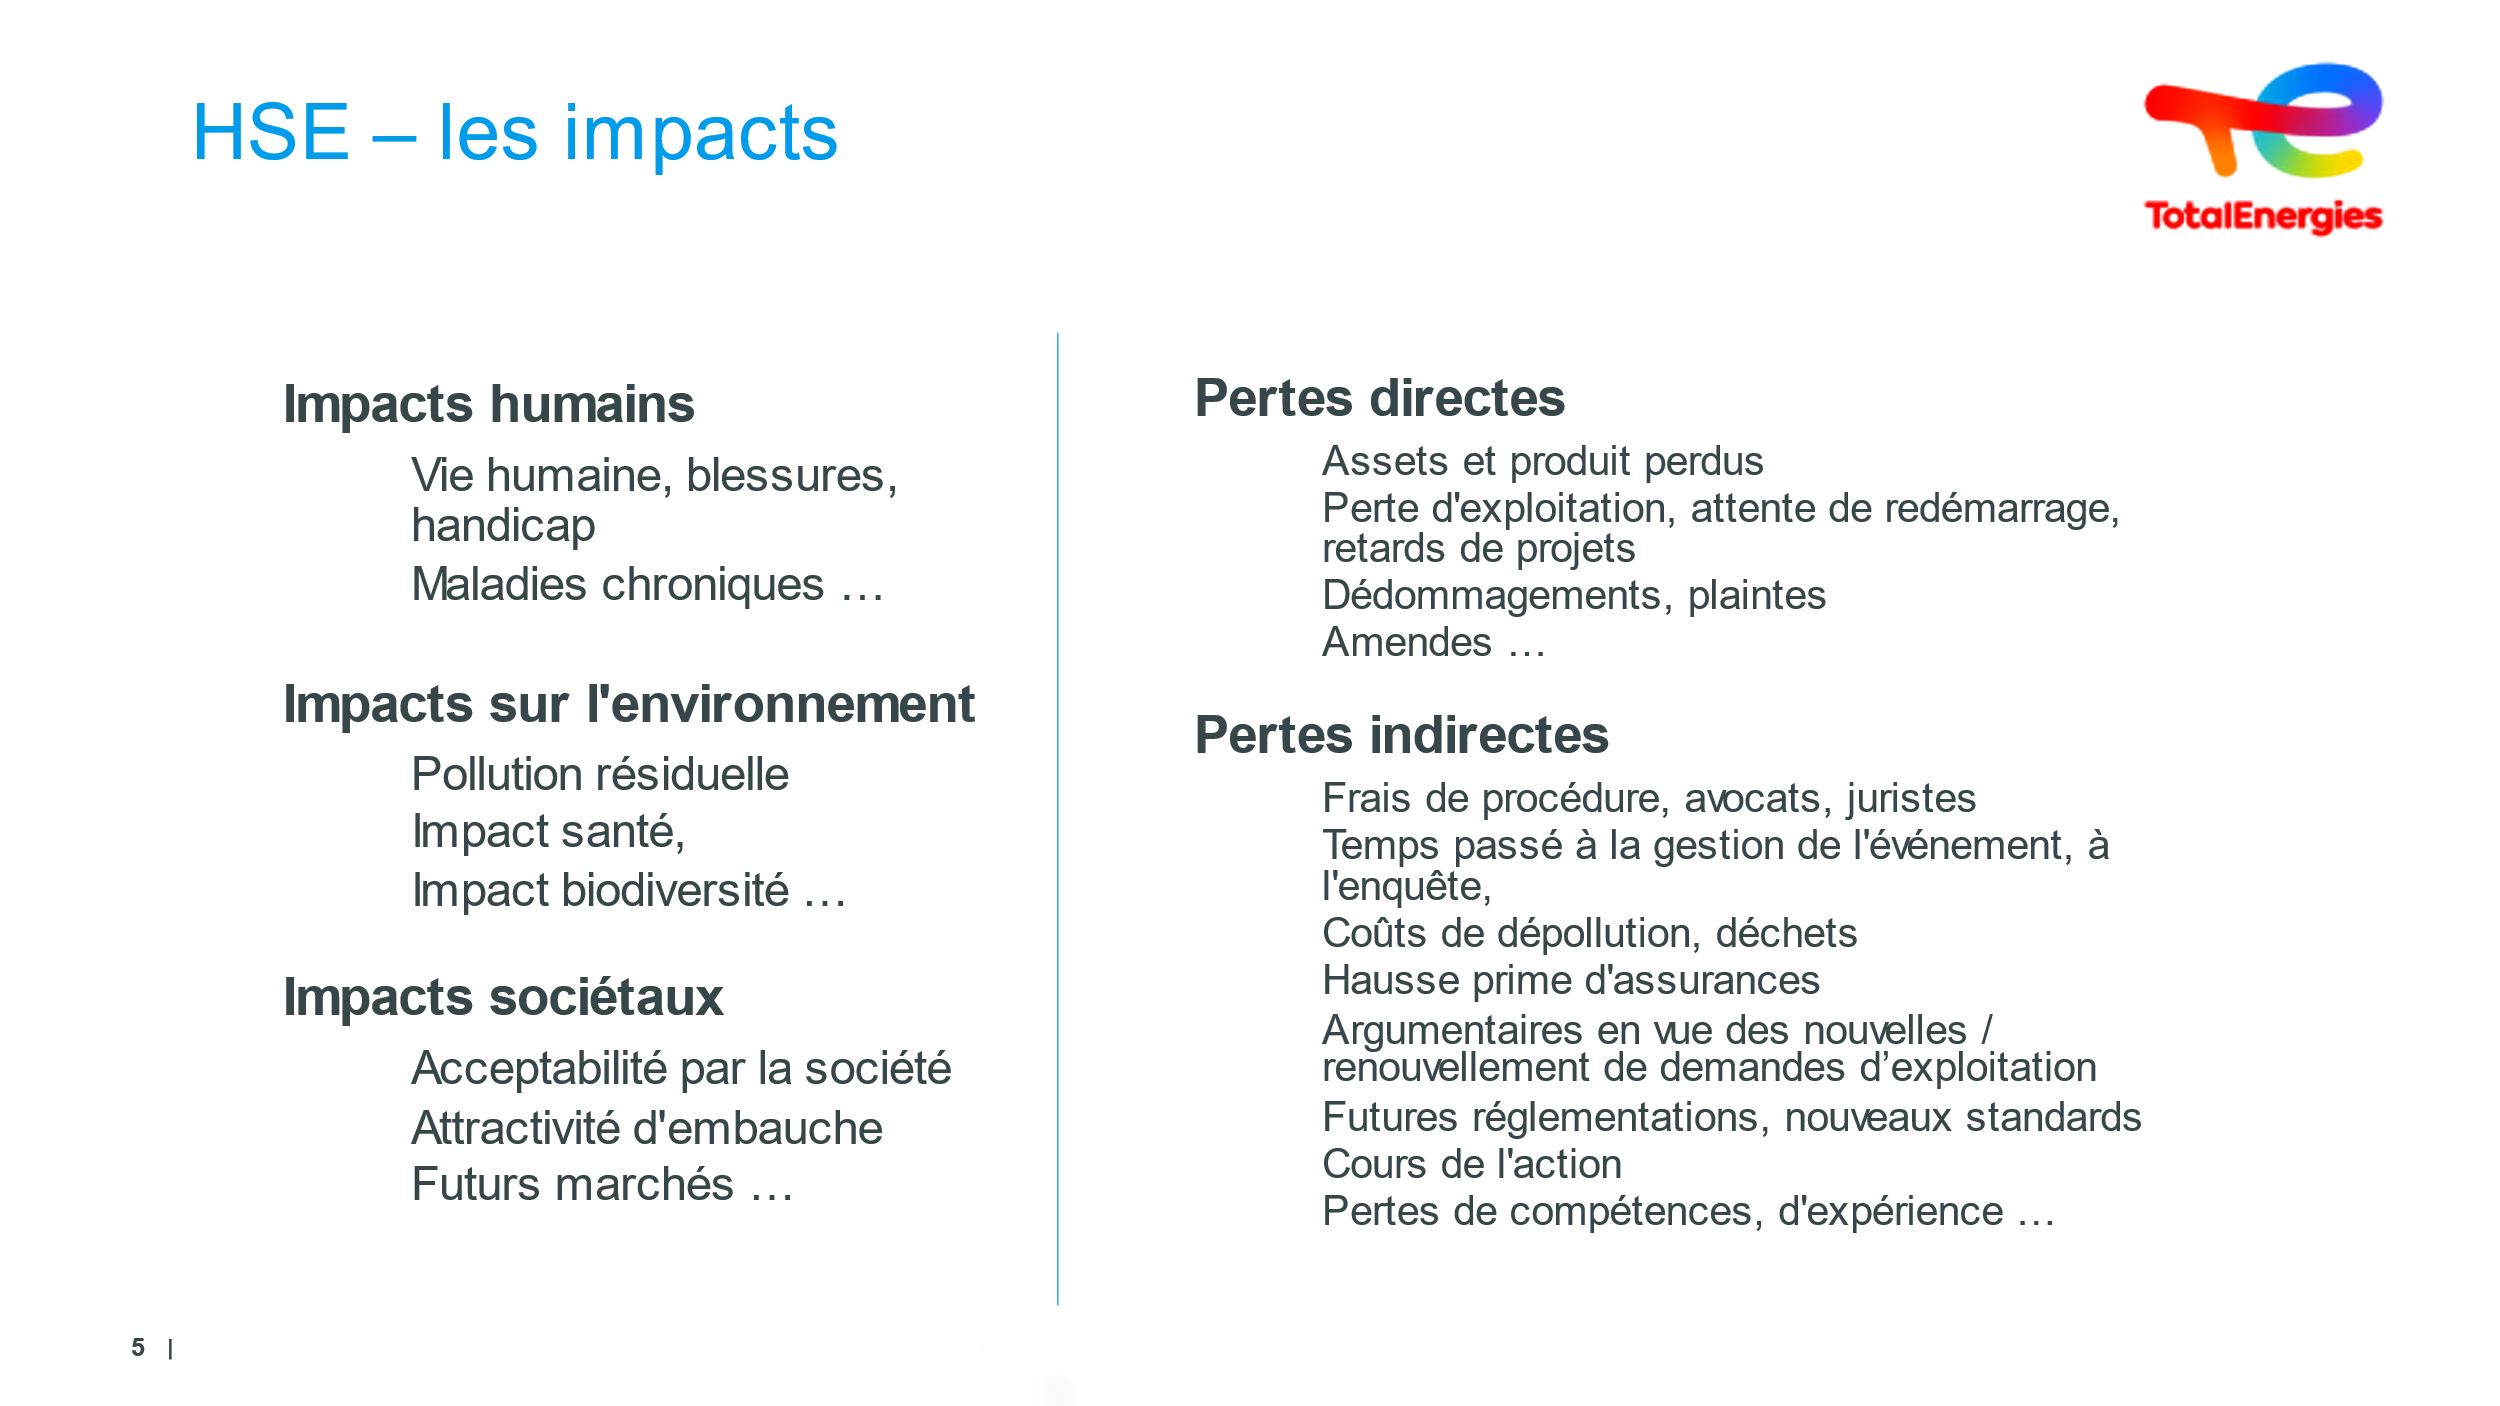 HSE – les impacts
TotalEnergies
Impacts humains
Vie humaine, blessures,
handicap
Maladies chroniques …
Impacts sur l'environnement
Pollution résiduelle
Impact santé,
Impact biodiversité …
Impacts sociétaux
Acceptabilité par la société
Attractivité d'embauche
Futurs marchés …
Pertes directes
Assets et produit perdus
Perte d'exploitation, attente de redémarrage,
retards de projets
Dédommagements, plaintes
Amendes …
Pertes indirectes
Frais de procédure, avocats, juristes
Temps passé à la gestion de l'événement, à
l'enquête,
Coûts de dépollution, déchets
Hausse prime d'assurances
Argumentaires en vue des nouvelles /
renouvellement de demandes d’exploitation
Futures réglementations, nouveaux standards
Cours de l'action
Pertes de compétences, d'expérience …
5 |